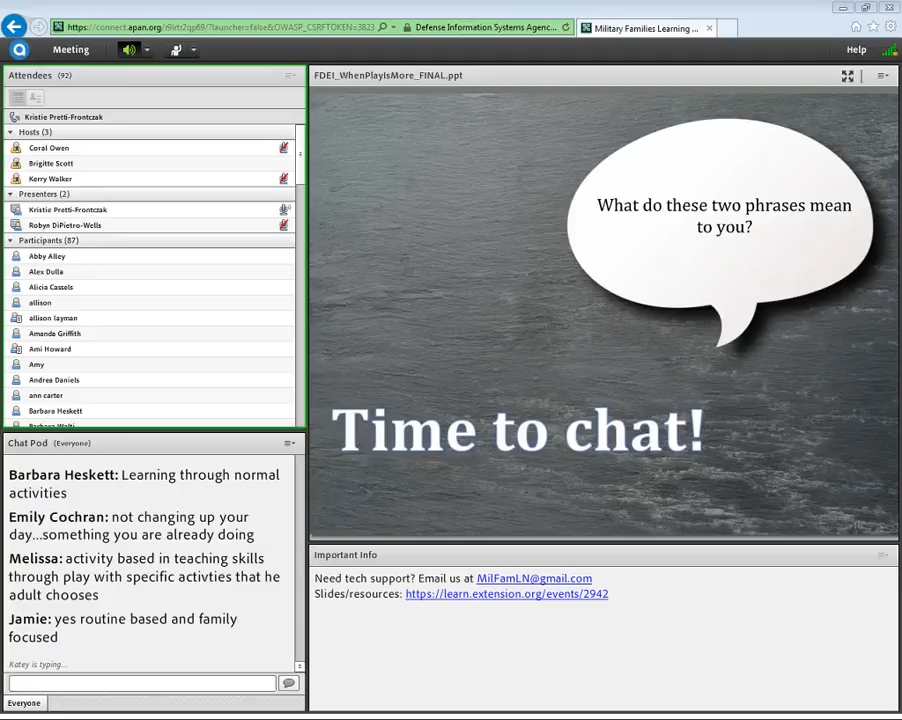 https://connect.apan.org/r9irtz2qp69/?launcher=false&OWASP_CSRFTOKEN=3823
Defense Information Systems Agenc...
Military Families Learning ...
Meeting
Help
Attendees (92)
Kristie Pretti-Frontczak
Hosts (3)
Coral Owen
Brigitte Scott
Kerry Walker
Presenters (2)
Kristie Pretti-Frontczak
Robyn DiPietro-Wells
Participants (87)
Abby Alley
Alex Dulla
Alicia Cassels
allison
allison layman
Amanda Griffith
Ami Howard
Amy
Andrea Daniels
ann carter
Barbara Heskett
Chat Pod (Everyone)
Barbara Heskett: Learning through normal
activities
Emily Cochran: not changing up your
day...something you are already doing
Melissa: activity based in teaching skills
through play with specific activties that he
adult chooses
Jamie: yes routine based and family
focused
Katey is typing...
Everyone
FDEI_WhenPlayIsMore_FINAL.ppt
What do these two phrases mean
to you?
Time to chat!
Important Info
Need tech support? Email us at MilFamLN@gmail.com
Slides/resources: https://learn.extension.org/events/2942